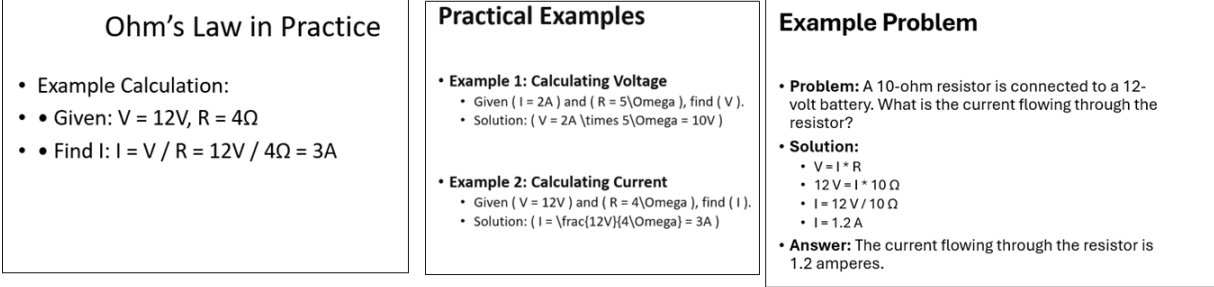 Ohm's Law in Practice
• Example Calculation:
• • Given: V = 12V, R = 4Ω
• • Find I: I = V / R = 12V / 4Ω = 3A
Practical Examples
• Example 1: Calculating Voltage
• Given ( I = 2A ) and ( R = 5\Omega ), find ( V ).
• Solution: ( V = 2A \times 5\Omega = 10V )
• Example 2: Calculating Current
• Given ( V = 12V ) and ( R = 4\Omega ), find ( I ).
• Solution: ( I = \frac{12V}{4\Omega} = 3A )
Example Problem
• Problem: A 10-ohm resistor is connected to a 12-
volt battery. What is the current flowing through the
resistor?
• Solution:
• V = I * R
• 12 V = I * 10 Ω
• I = 12 V / 10 Ω
• I = 1.2 A
• Answer: The current flowing through the resistor is
1.2 amperes.